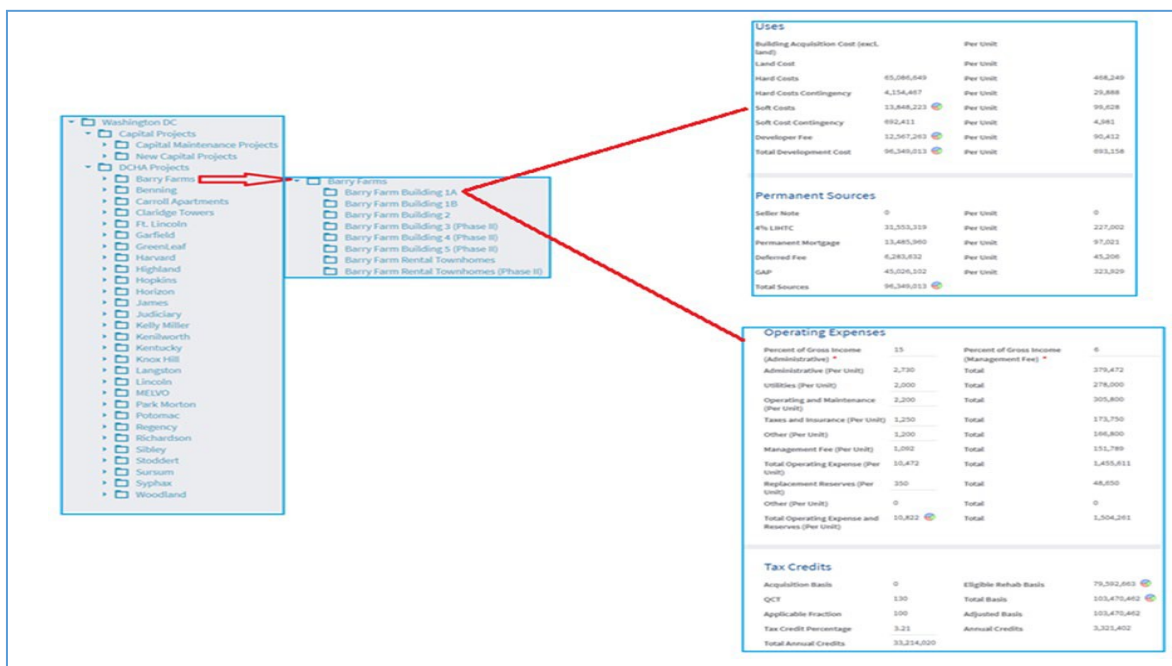 Washington DC
Capital Projects
Capital Maintenance Projects
New Capital Projects
DCHA Projects
Barry Farms
Benning
Carroll Apartments
Claridge Towers
Ft. Lincoln
Garfield
GreenLeaf
Harvard
Highland
Hopkins
Horizon
James
Judiciary
Kelly Miller
Kenilworth
Kentucky
Knox Hill
Langston
Lincoln
MELVO
Park Morton
Potomac
Regency
Richardson
Sibley
Stoddert
Sursum
Syphax
Woodland
Barry Farms
Barry Farm Building 1A
Barry Farm Building 1B
Barry Farm Building 2
Barry Farm Building 3 (Phase II)
Barry Farm Building 4 (Phase II)
Barry Farm Building 5 (Phase II)
Barry Farm Rental Townhomes
Barry Farm Rental Townhomes (Phase II)
Uses
Building Acquisition Cost (excl. Per Unit
land)
Land Cost Per Unit
Hard Costs 65,086,649 Per Unit 468,249
Hard Costs Contingency 4,154,467 Per Unit 29,888
Soft Costs 13,848,223 Per Unit 99,628
Soft Cost Contingency 692,411 Per Unit 4,981
Developer Fee 12,567,263 Per Unit 90,412
Total Development Cost 96,349,013 Per Unit 693,158
Permanent Sources
Seller Note 0 Per Unit 0
4% LIHTC 31,553,319 Per Unit 227,002
Permanent Mortgage 13,485,960 Per Unit 97,021
Deferred Fee 6,283,632 Per Unit 45,206
GAP 45,026,102 Per Unit 323,929
Total Sources 96,349,013
Operating Expenses
Percent of Gross Income 15 Percent of Gross Income 6
(Administrative) * (Management Fee) *
Administrative (Per Unit) 2,730 Total 379,472
Utilities (Per Unit) 2,000 Total 278,000
Operating and Maintenance 2,200 Total 305,800
(Per Unit)
Taxes and Insurance (Per Unit) 1,250 Total 173,750
Other (Per Unit) 1,200 Total 166,800
Management Fee (Per Unit) 1,092 Total 151,789
Total Operating Expense (Per 10,472 Total 1,455,611
Unit)
Replacement Reserves (Per 350 Total 48,650
Unit)
Other (Per Unit) 0 Total 0
Total Operating Expense and 10,822 Total 1,504,261
Reserves (Per Unit)
Tax Credits
Acquisition Basis 0 Eligible Rehab Basis 79,592,663
QCT 130 Total Basis 103,470,462
Applicable Fraction 100 Adjusted Basis 103,470,462
Tax Credit Percentage 3.21 Annual Credits 3,321,402
Total Annual Credits 33,214,020